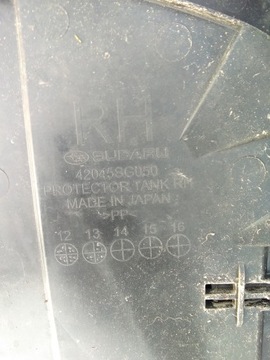 RH
SUBARU
42045SG050
PROTECTOR TANK RH
MADE IN JAPAN
>PP<
12 13 14 15 16